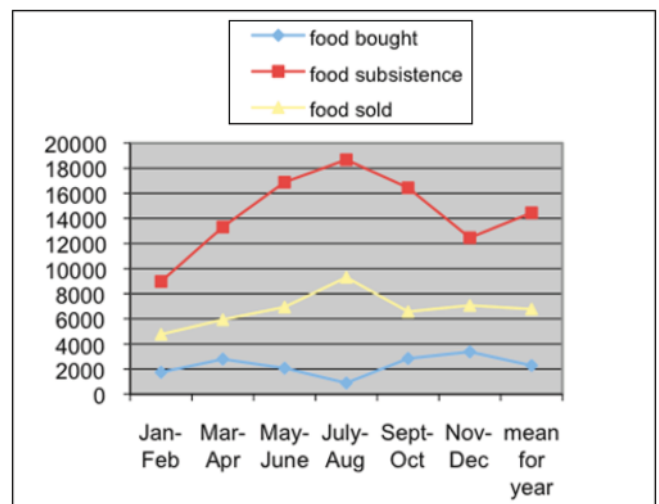 food bought
food subsistence
food sold
20000
18000
16000
14000
12000
10000
8000
6000
4000
2000
0
Jan- Mar- May- July- Sept- Nov- mean
Feb Apr June Aug Oct Dec for
year